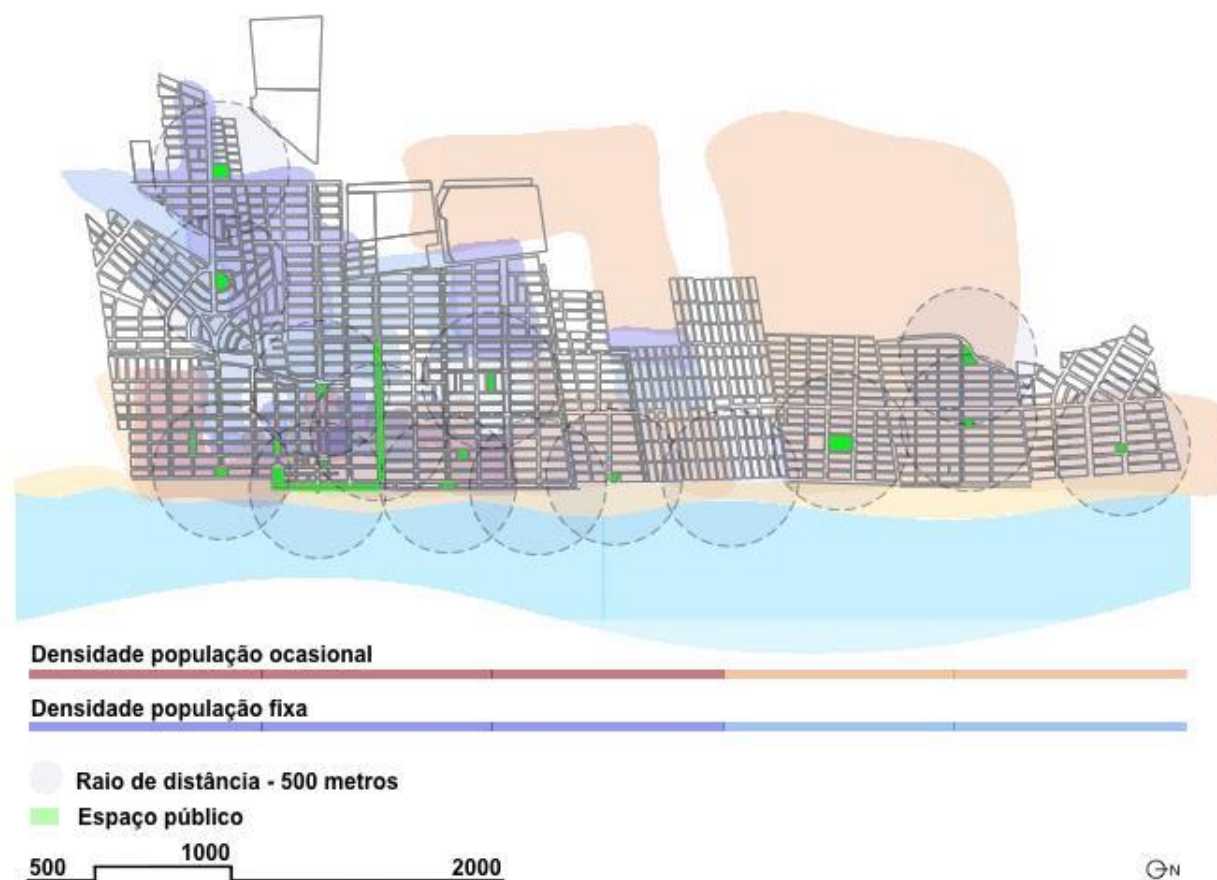 Densidade população ocasional
Densidade população fixa
Raio de distância - 500 metros
Espaço público
500 1000 2000
N